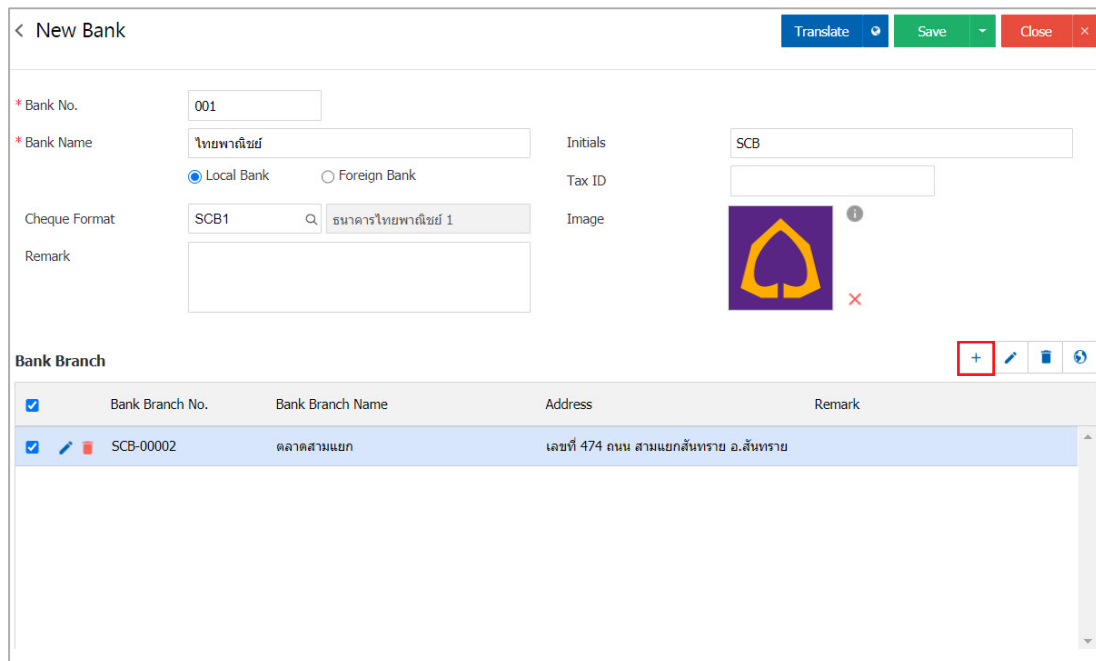 New Bank Translate Save Close
* Bank No. 001
* Bank Name ไทยพาณิชย์ Initials SCB
Local Bank Foreign Bank Tax ID
Cheque Format SCB1 ธนาคารไทยพาณิชย์ 1 Image
Remark
Bank Branch
Bank Branch No. Bank Branch Name Address Remark
SCB-00002 ตลาดสามแยก เลขที่ 474 ถนน สามแยกสันทราย อ.สันทราย